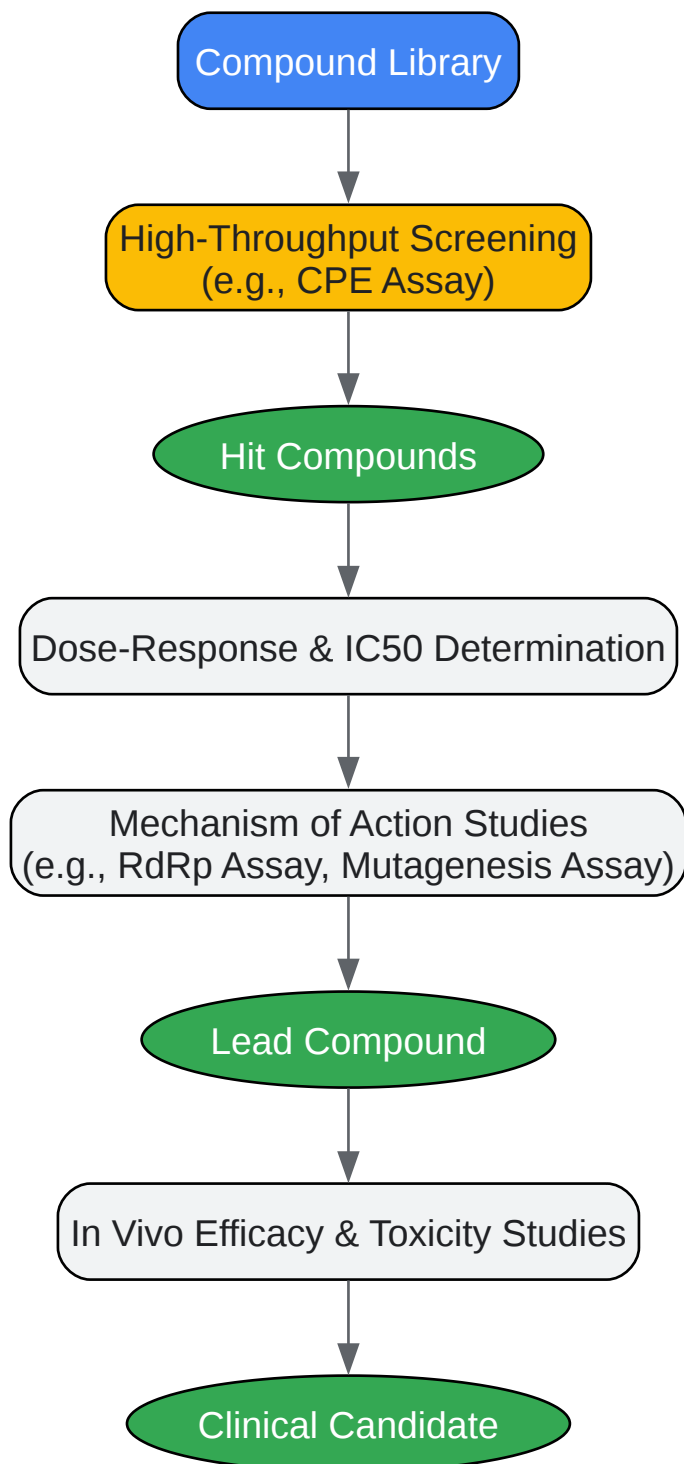 Compound Library
High-Throughput Screening
(e.g., CPE Assay)
Hit Compounds
Dose-Response & IC50 Determination
Mechanism of Action Studies
(e.g., RdRp Assay, Mutagenesis Assay)
Lead Compound
In Vivo Efficacy & Toxicity Studies
Clinical Candidate